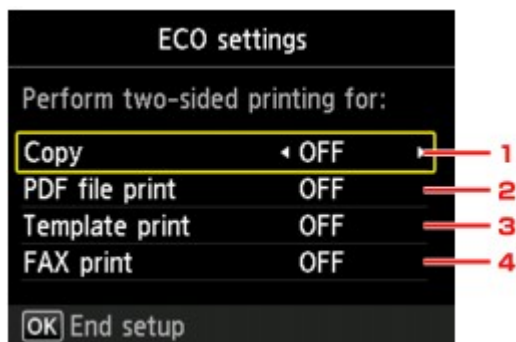 ECO settings
Perform two-sided printing for:
Copy OFF 1
PDF file print OFF 2
Template print OFF 3
FAX print OFF 4
OK End setup